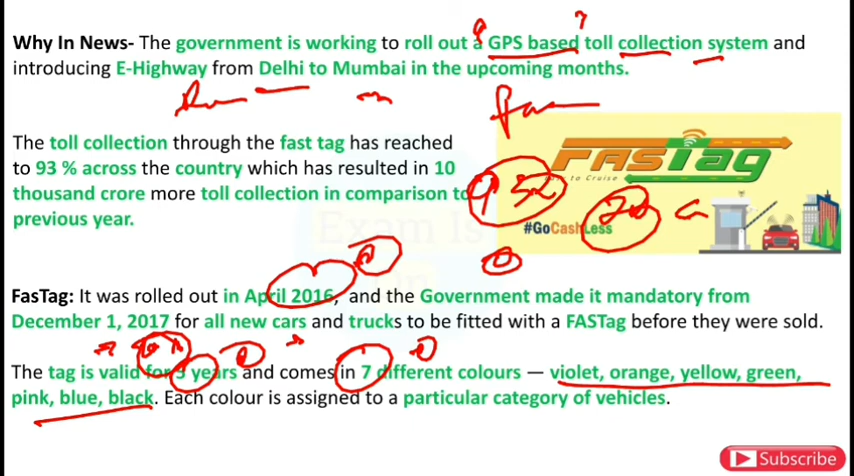 Why In News- The government is working to roll out a GPS based toll collection system and
introducing E-Highway from Delhi to Mumbai in the upcoming months.
The toll collection through the fast tag has reached
to 93 % across the country which has resulted in 10
thousand crore more toll collection in comparison to
previous year.
FASTag
#GoCashLess
FasTag: It was rolled out in April 2016, and the Government made it mandatory from
December 1, 2017 for all new cars and trucks to be fitted with a FASTag before they were sold.
The tag is valid for 5 years and comes in 7 different colours — violet, orange, yellow, green,
pink, blue, black. Each colour is assigned to a particular category of vehicles.
Subscribe